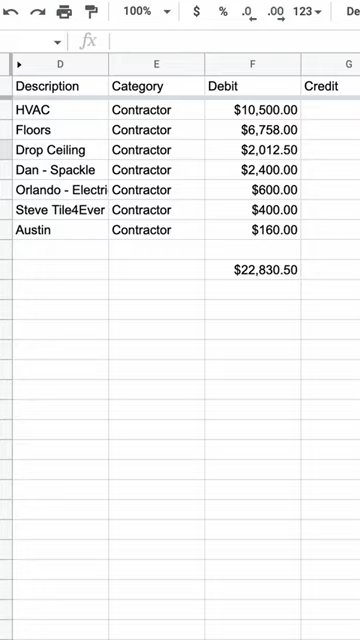 100% $ % .0 .00 123 De
fx
D E F G
Description Category Debit Credit
HVAC Contractor $10,500.00
Floors Contractor $6,758.00
Drop Ceiling Contractor $2,012.50
Dan - Spackle Contractor $2,400.00
Orlando - Electri Contractor $600.00
Steve Tile4Ever Contractor $400.00
Austin Contractor $160.00
$22,830.50